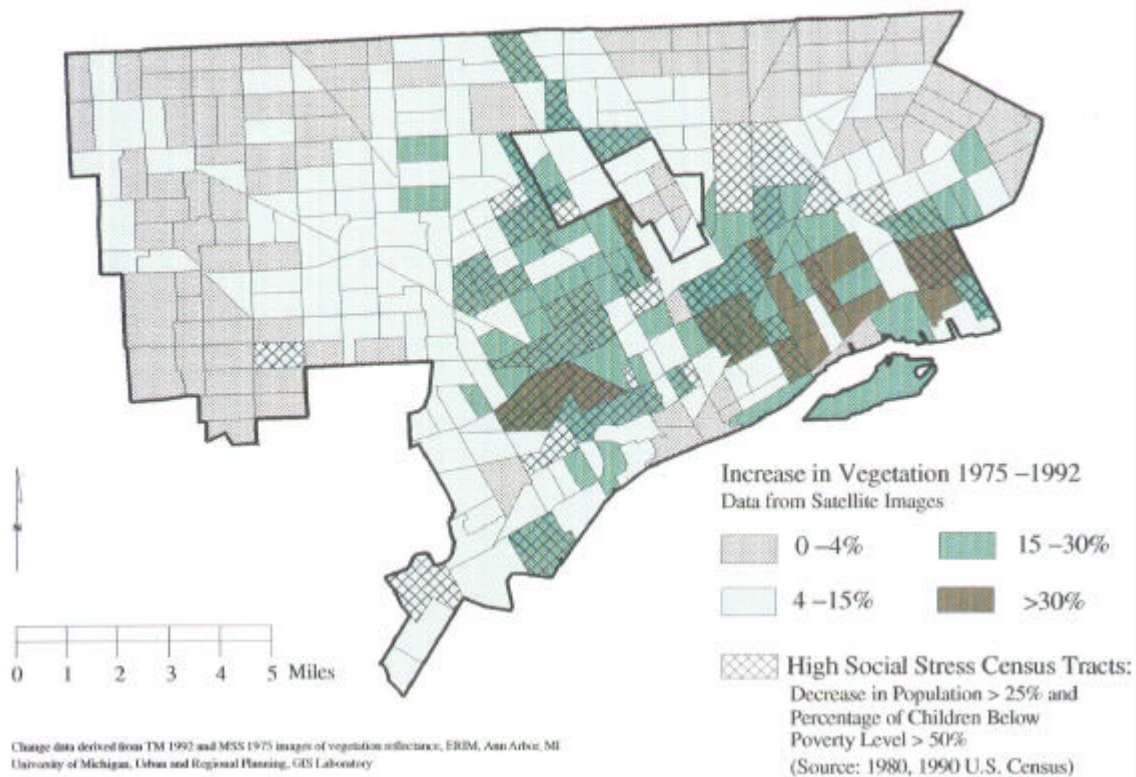 Increase in Vegetation 1975 –1992
Data from Satellite Images
0 –4%
15 –30%
4 –15%
>30%
High Social Stress Census Tracts:
Decrease in Population > 25% and
Percentage of Children Below
Poverty Level > 50%
(Source: 1980, 1990 U.S. Census)
0 1 2 3 4 5 Miles
Change data derived from TM 1992 and MSS 1975 images of vegetation reflectance, ERIM, Ann Arbor, MI
University of Michigan, Urban and Regional Planning, GIS Laboratory